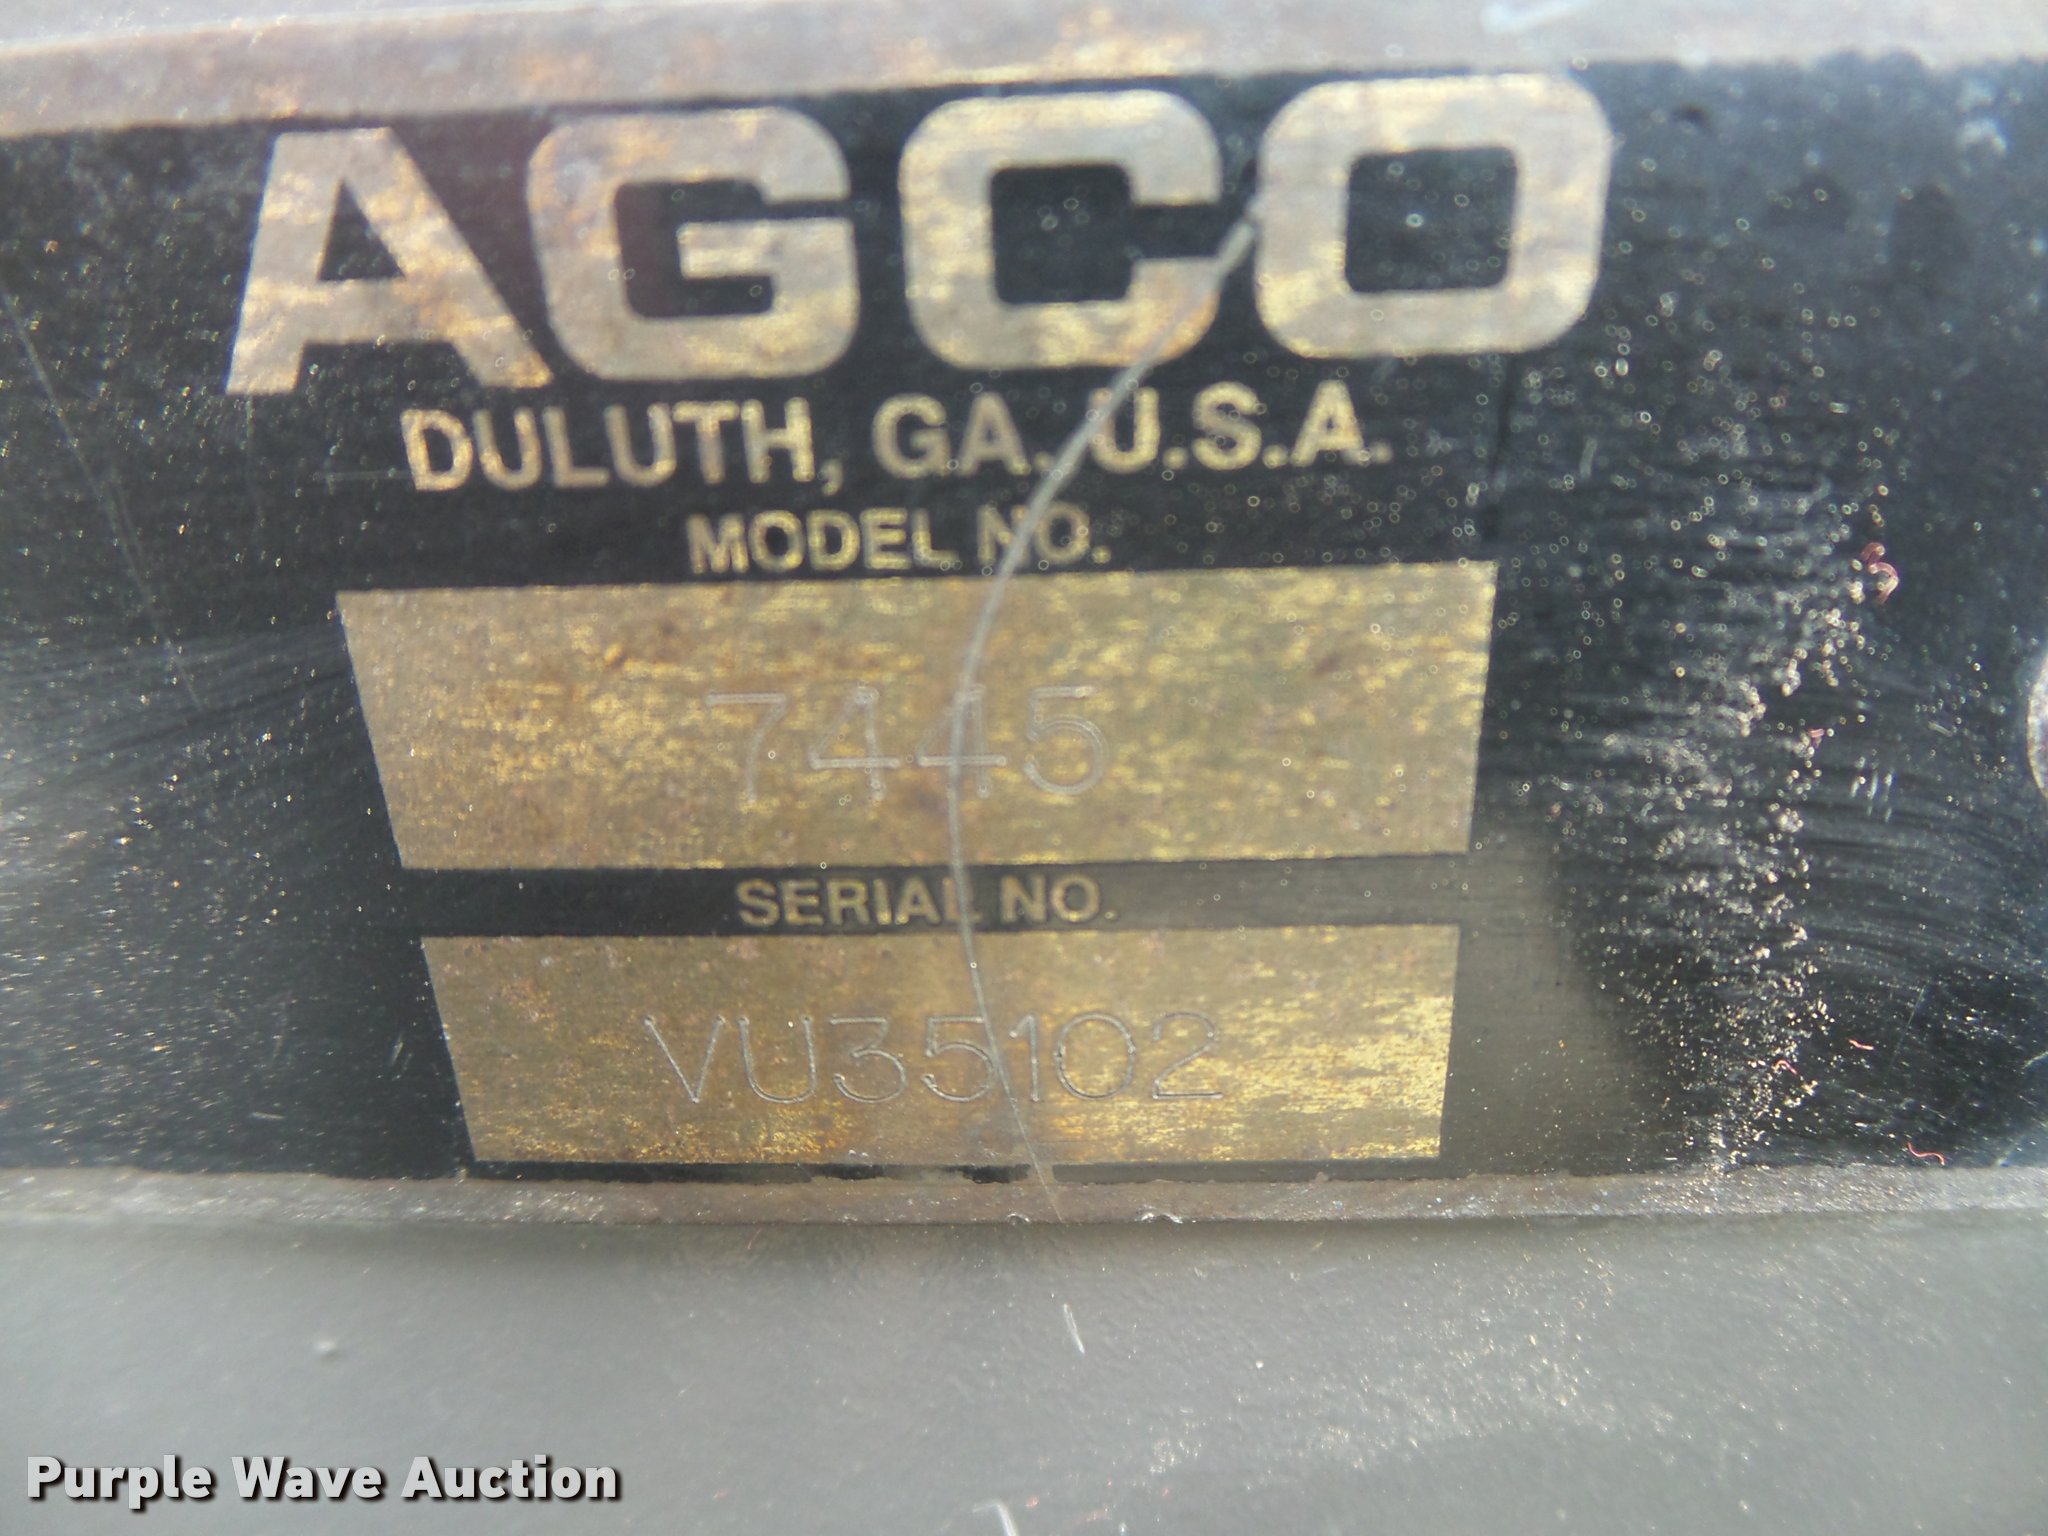 AGCO
DULUTH, GA. U.S.A.
MODEL NO.
7445
SERIAL NO.
VU35102
Purple Wave Auction